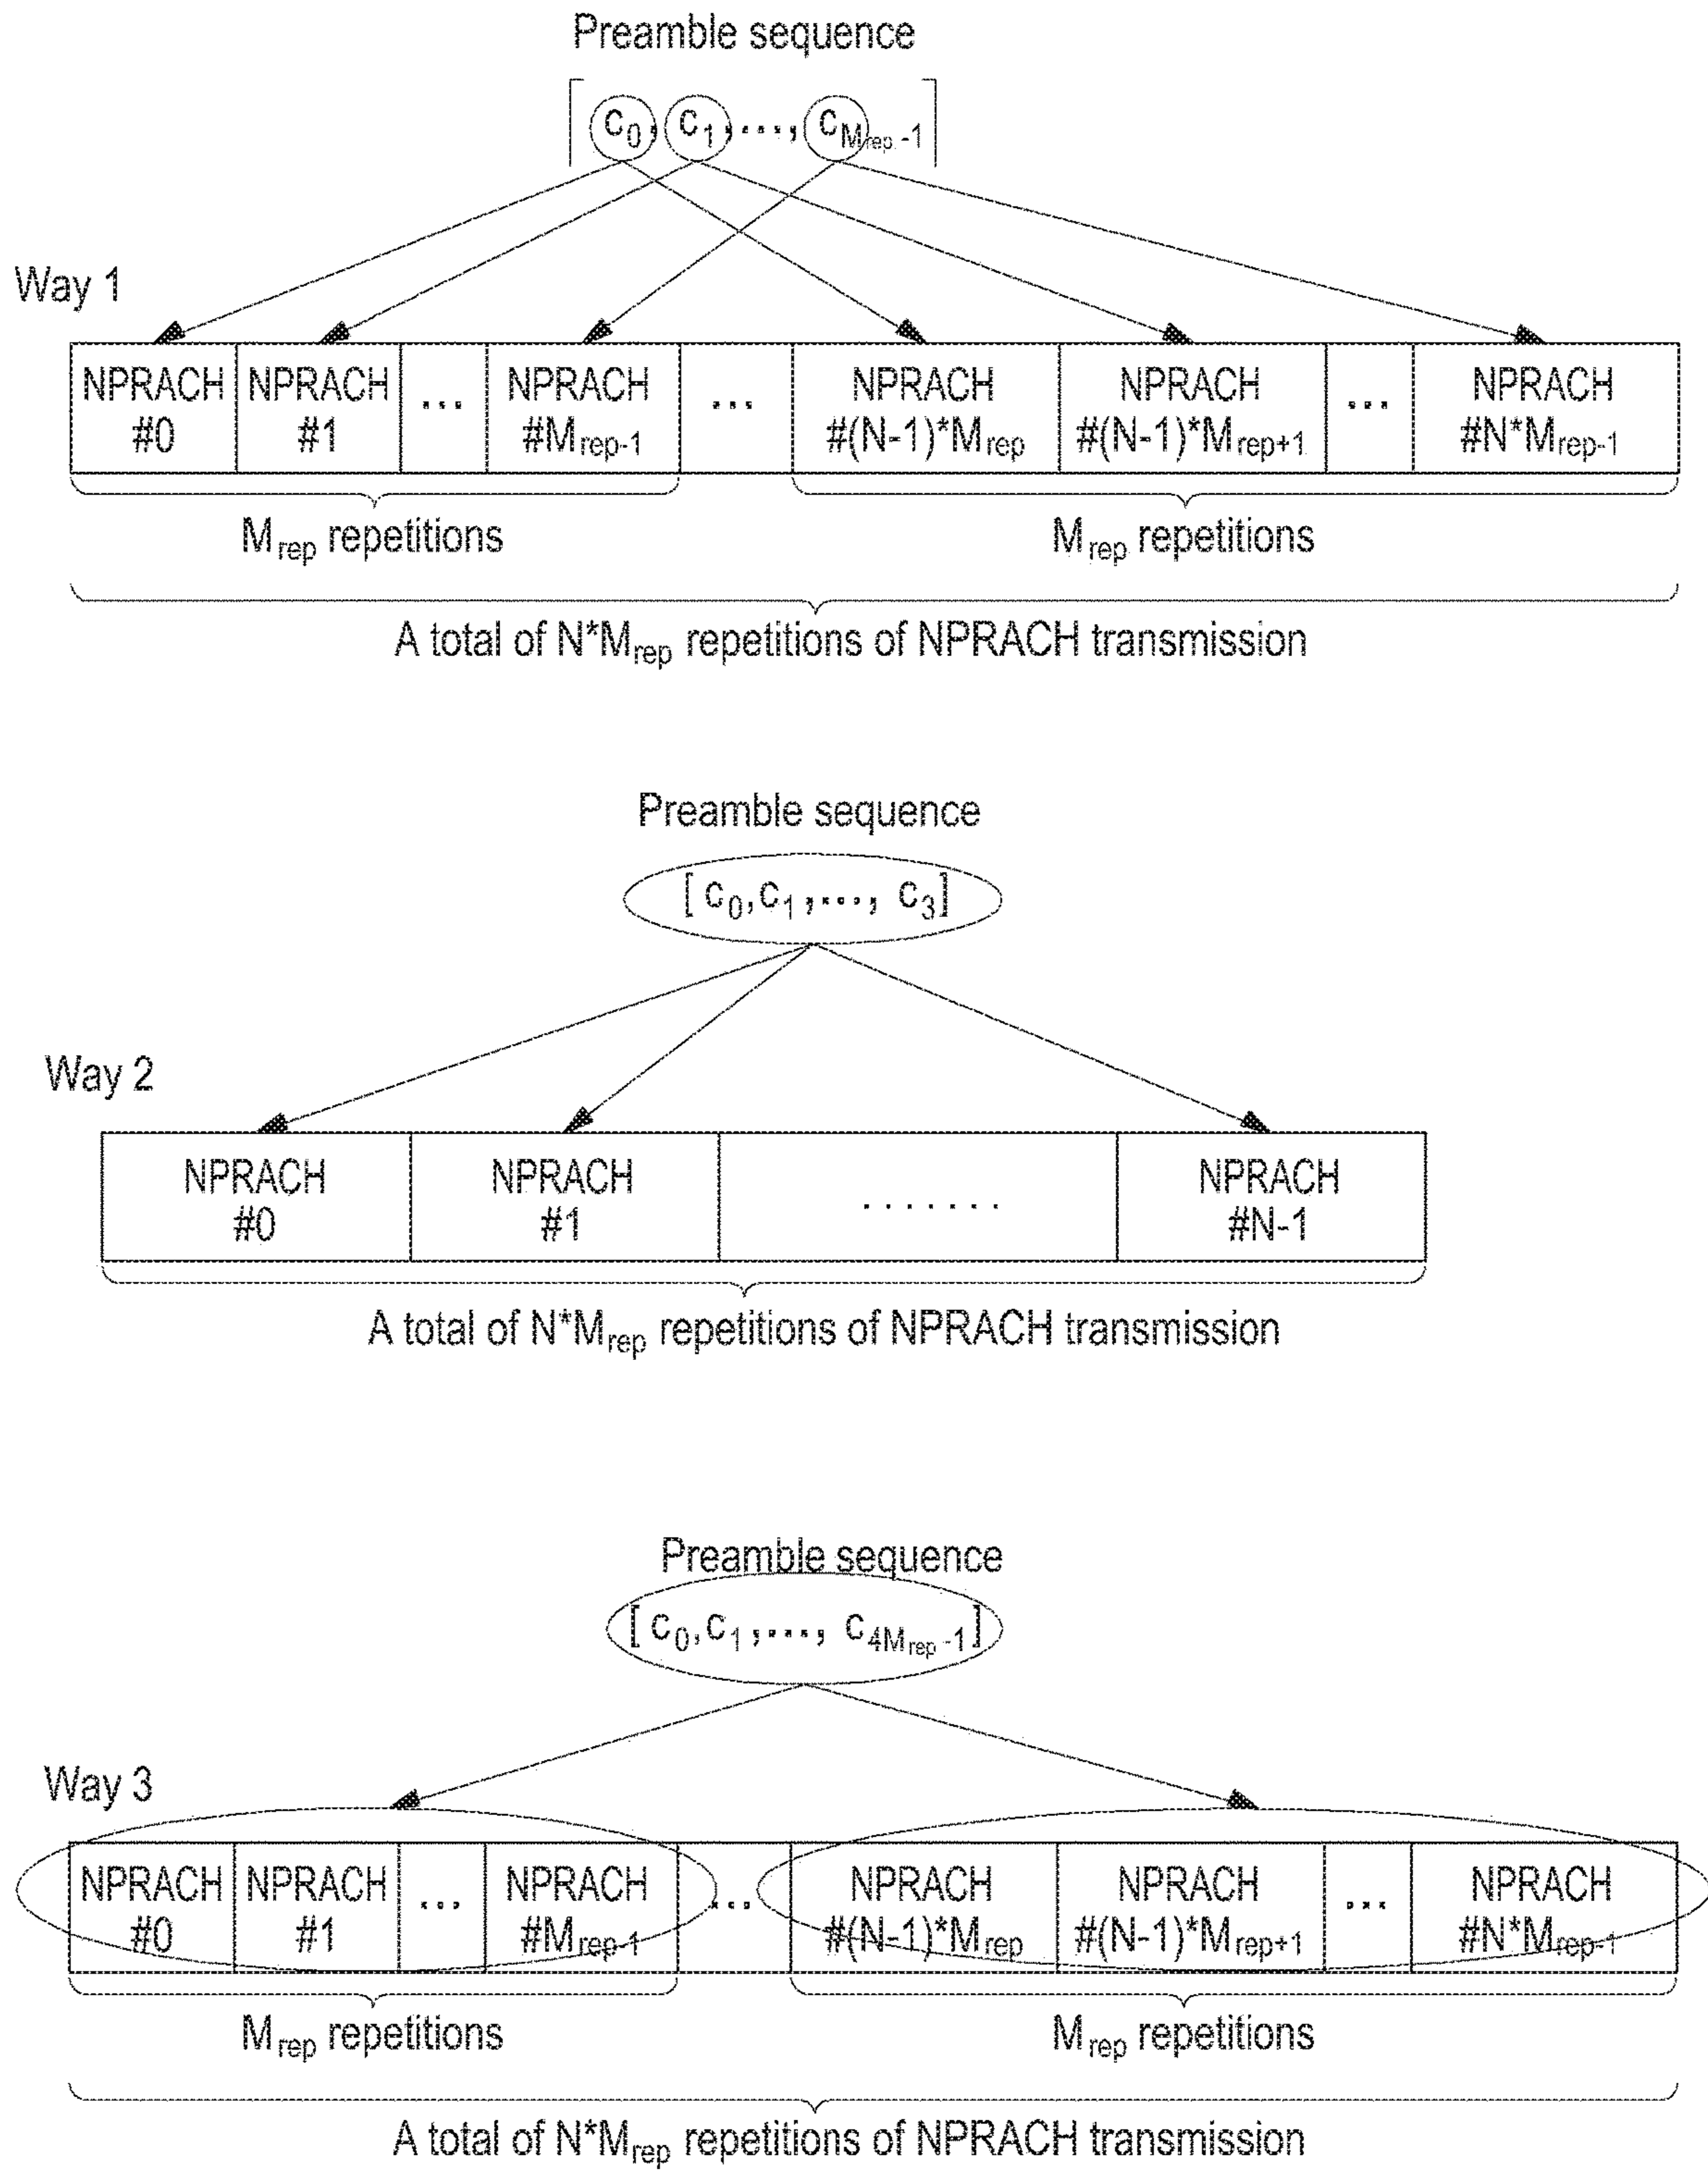 Preamble sequence
[c0, c1,..., cMrep-1]
Way 1
NPRACH #0 NPRACH #1 ... NPRACH #Mrep-1 ... NPRACH #(N-1)*Mrep NPRACH #(N-1)*Mrep+1 ... NPRACH #N*Mrep-1
Mrep repetitions Mrep repetitions
A total of N*Mrep repetitions of NPRACH transmission
Preamble sequence
[ c0,c1,..., c3]
Way 2
NPRACH #0 NPRACH #1 ....... NPRACH #N-1
A total of N*Mrep repetitions of NPRACH transmission
Preamble sequence
[ c0,c1,..., c4Mrep-1]
Way 3
NPRACH #0 NPRACH #1 ... NPRACH #Mrep-1 ... NPRACH #(N-1)*Mrep NPRACH #(N-1)*Mrep+1 ... NPRACH #N*Mrep-1
Mrep repetitions Mrep repetitions
A total of N*Mrep repetitions of NPRACH transmission